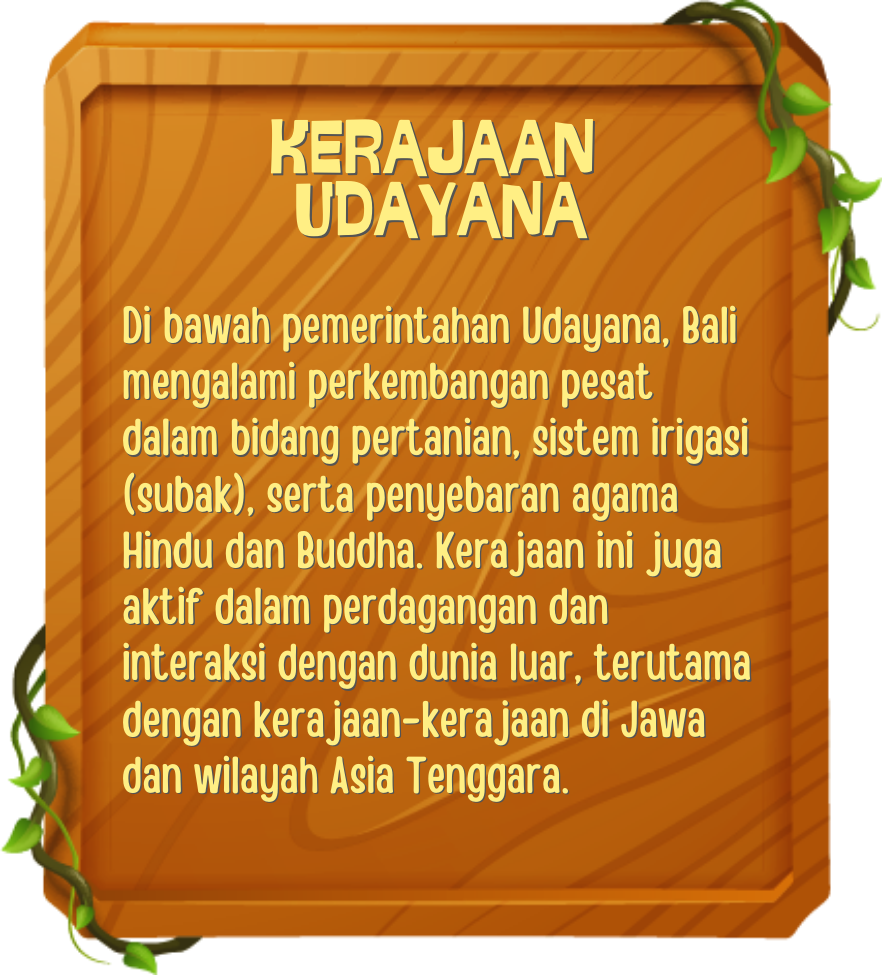 KERAJAAN
UDAYANA
Di bawah pemerintahan Udayana, Bali
mengalami perkembangan pesat
dalam bidang pertanian, sistem irigasi
(subak), serta penyebaran agama
Hindu dan Buddha. Kerajaan ini juga
aktif dalam perdagangan dan
interaksi dengan dunia luar, terutama
dengan kerajaan-kerajaan di Jawa
dan wilayah Asia Tenggara.